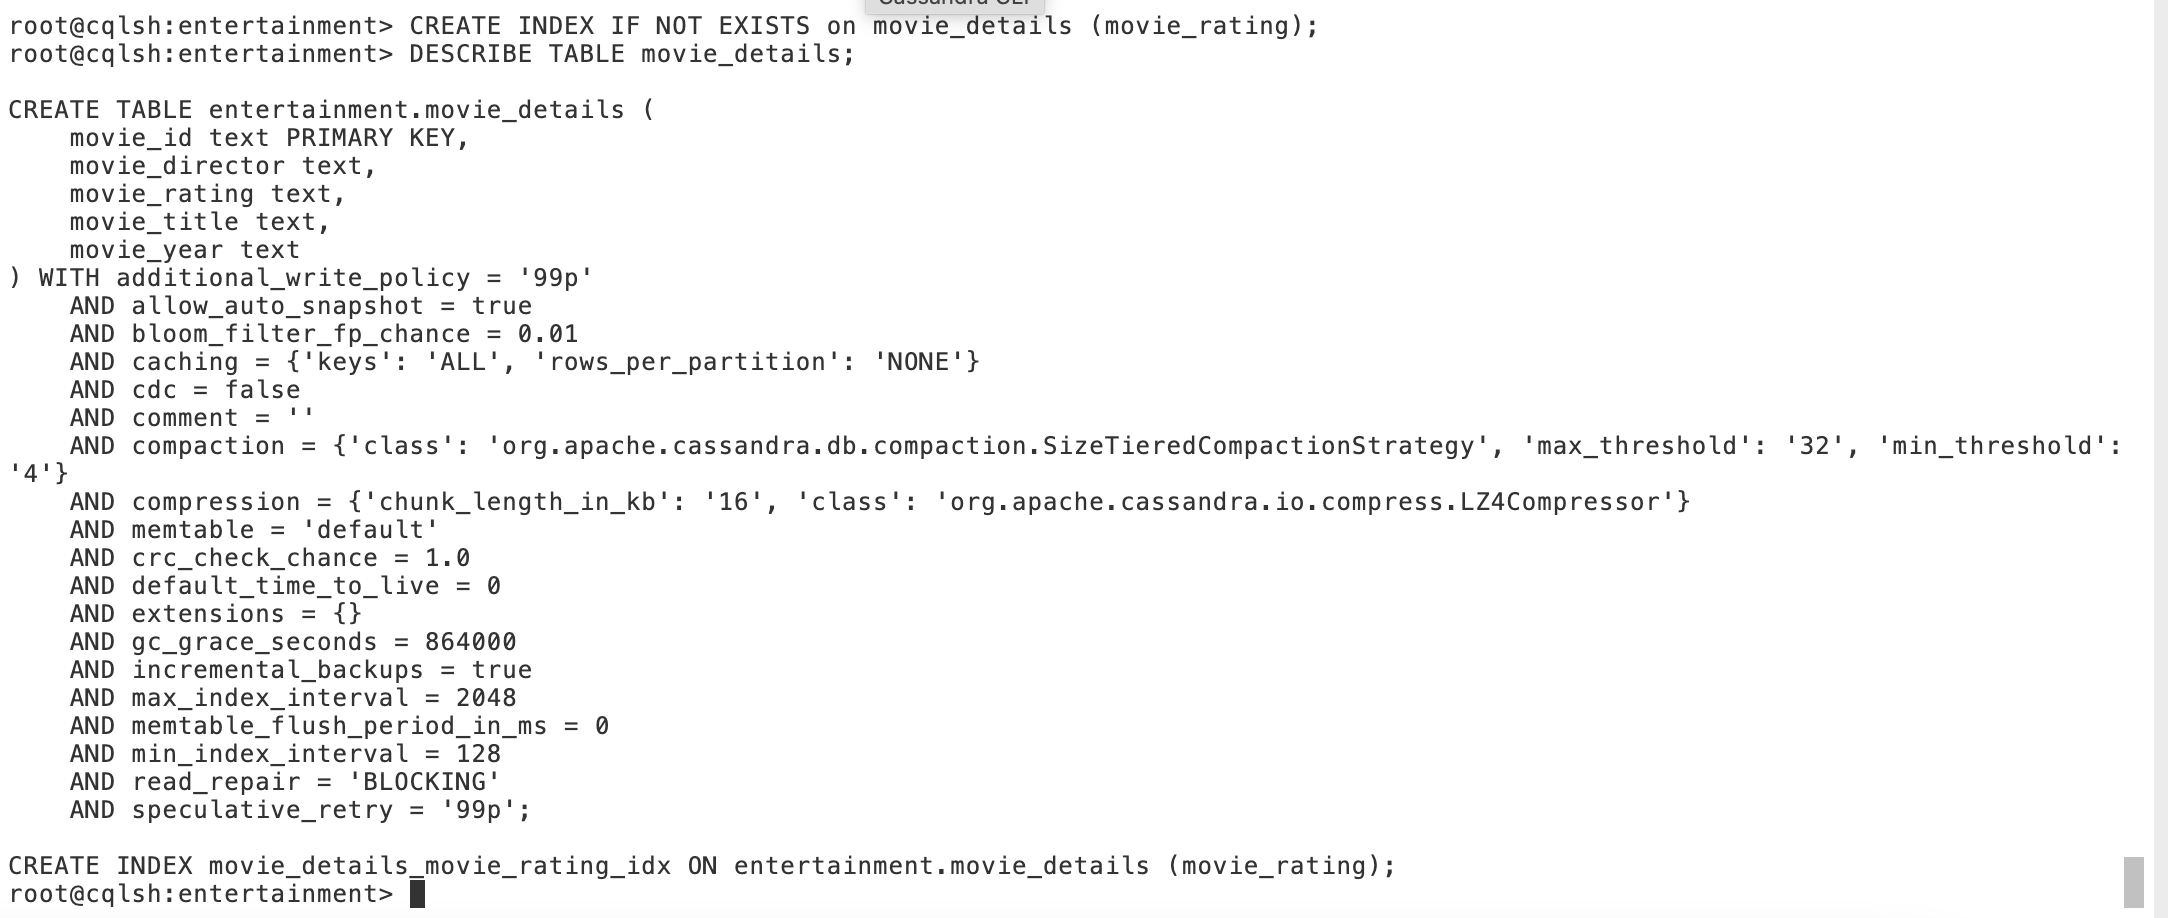 Cassandra CLI
root@cqlsh:entertainment> CREATE INDEX IF NOT EXISTS on movie_details (movie_rating);
root@cqlsh:entertainment> DESCRIBE TABLE movie_details;

CREATE TABLE entertainment.movie_details (
    movie_id text PRIMARY KEY,
    movie_director text,
    movie_rating text,
    movie_title text,
    movie_year text
) WITH additional_write_policy = '99p'
    AND allow_auto_snapshot = true
    AND bloom_filter_fp_chance = 0.01
    AND caching = {'keys': 'ALL', 'rows_per_partition': 'NONE'}
    AND cdc = false
    AND comment = ''
    AND compaction = {'class': 'org.apache.cassandra.db.compaction.SizeTieredCompactionStrategy', 'max_threshold': '32', 'min_threshold':
'4'}
    AND compression = {'chunk_length_in_kb': '16', 'class': 'org.apache.cassandra.io.compress.LZ4Compressor'}
    AND memtable = 'default'
    AND crc_check_chance = 1.0
    AND default_time_to_live = 0
    AND extensions = {}
    AND gc_grace_seconds = 864000
    AND incremental_backups = true
    AND max_index_interval = 2048
    AND memtable_flush_period_in_ms = 0
    AND min_index_interval = 128
    AND read_repair = 'BLOCKING'
    AND speculative_retry = '99p';

CREATE INDEX movie_details_movie_rating_idx ON entertainment.movie_details (movie_rating);
root@cqlsh:entertainment>